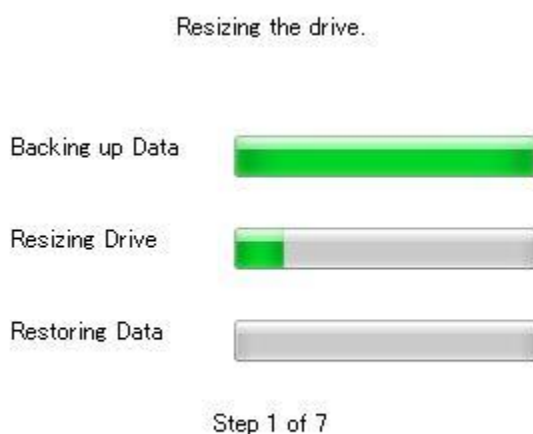 Resizing the drive.
Backing up Data
Resizing Drive
Restoring Data
Step 1 of 7